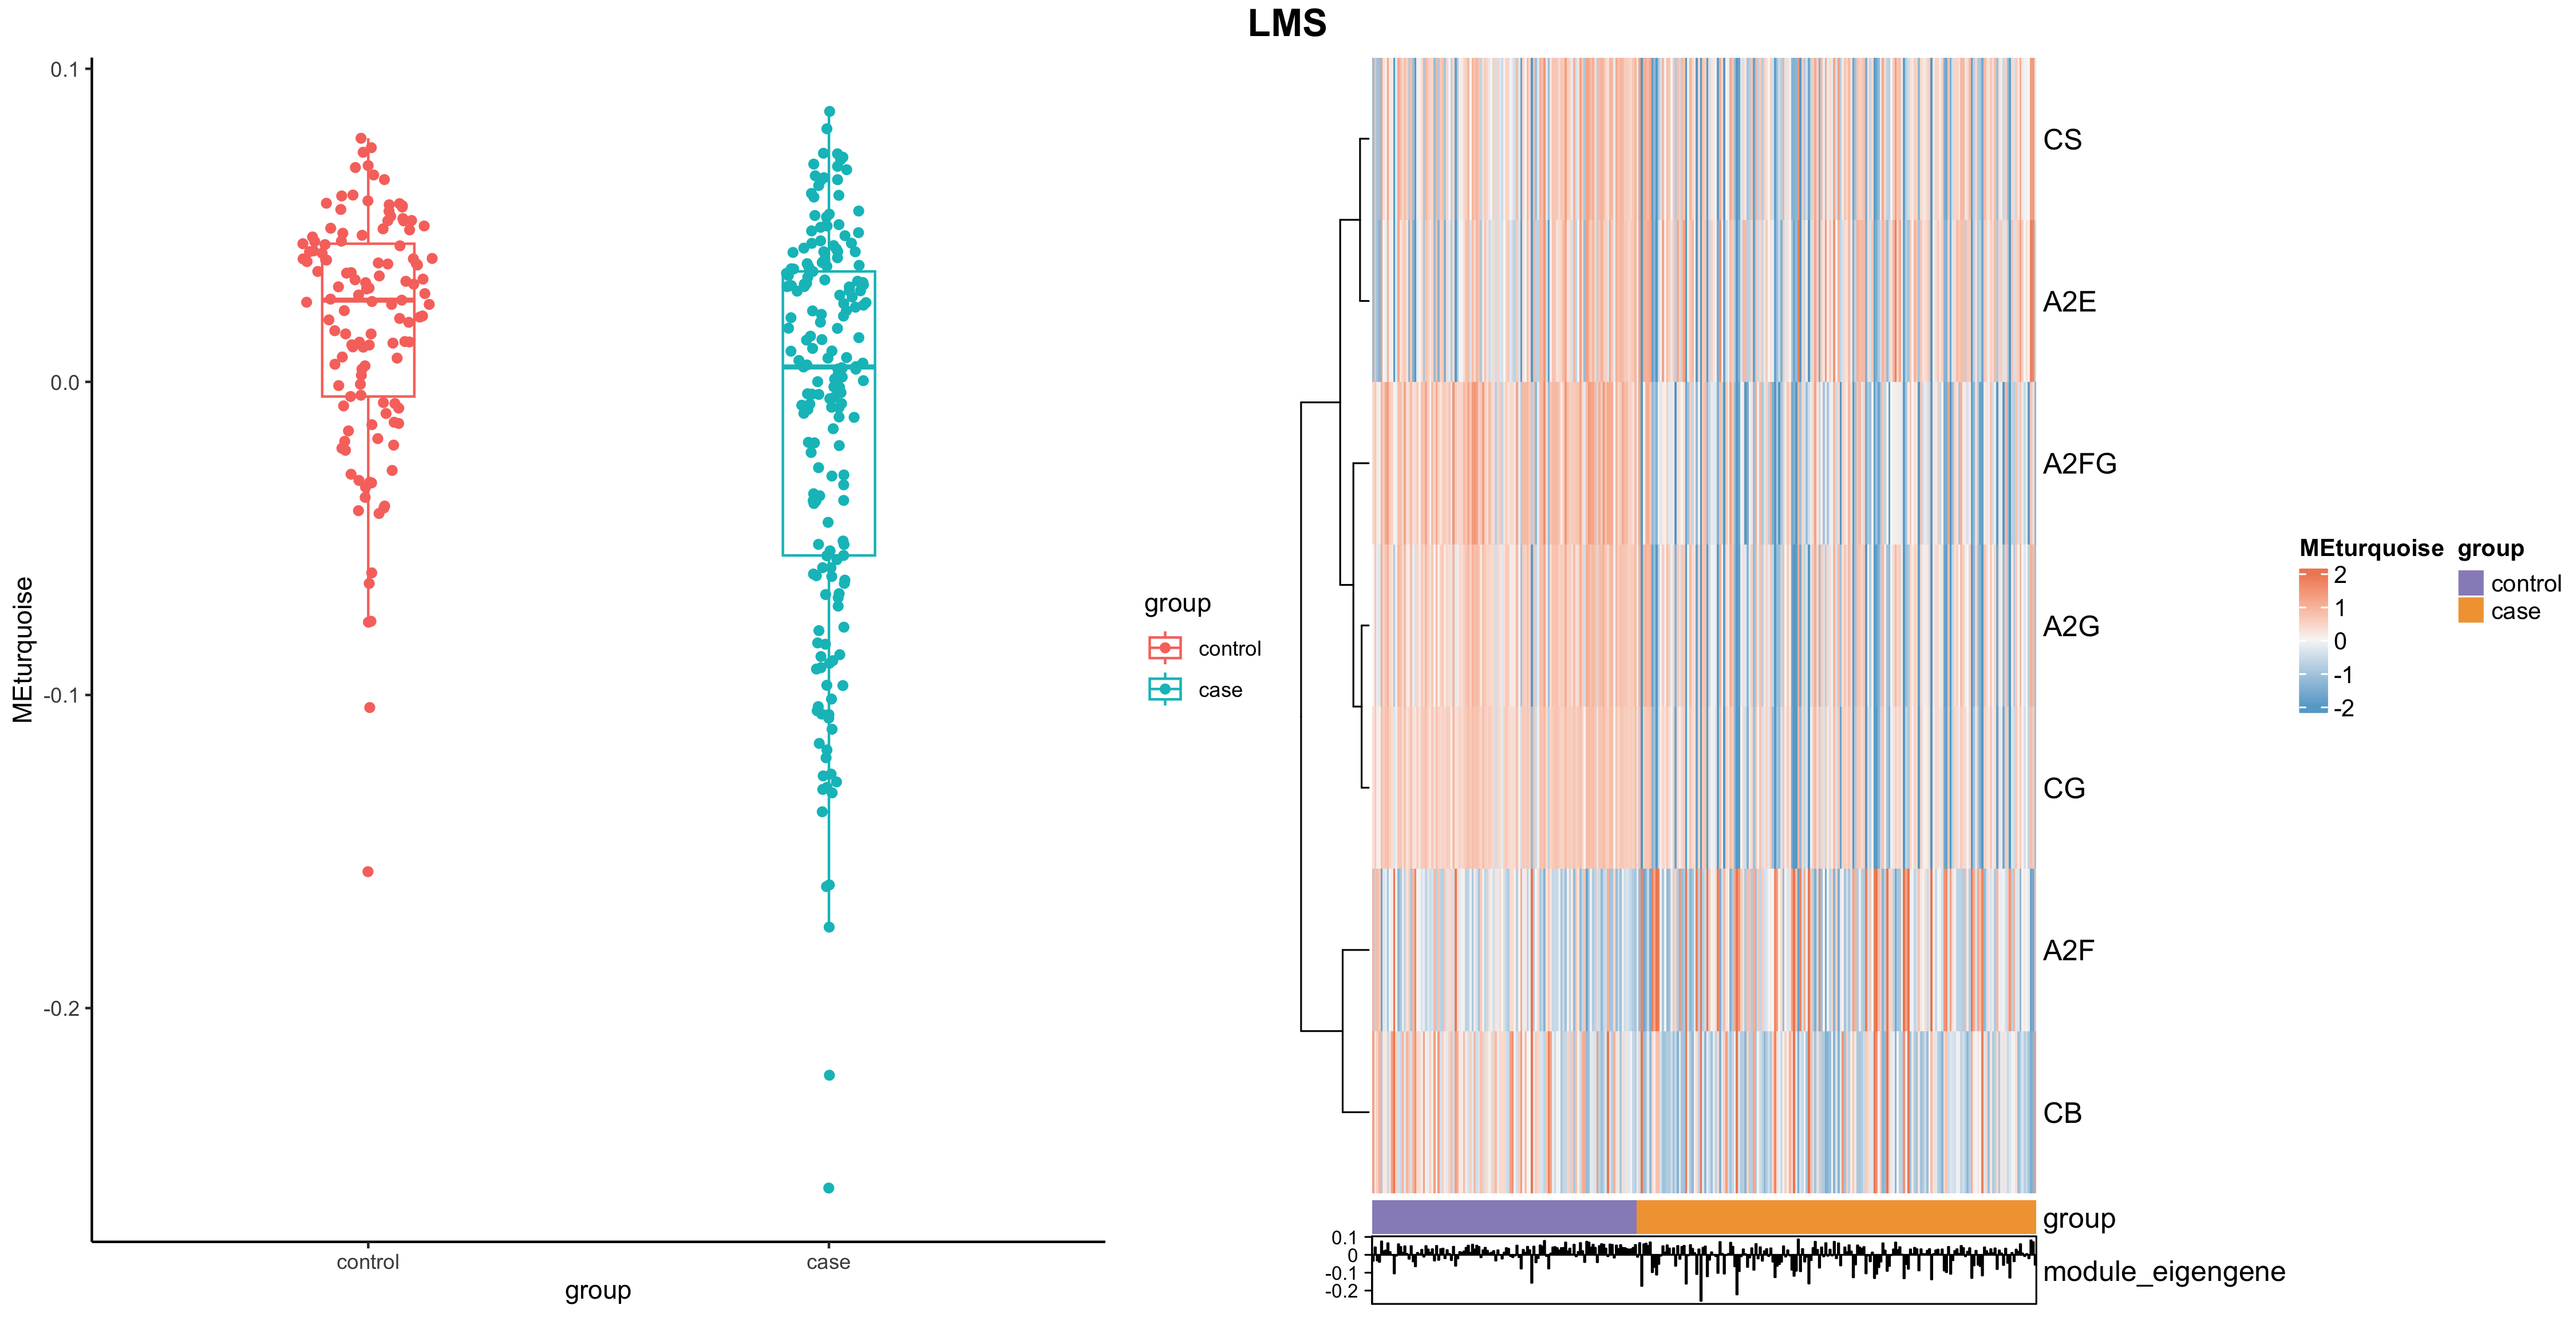 LMS
0.1
0.0
-0.1
-0.2
MEturquoise
control
case
group
group
control
case
CS
A2E
A2FG
A2G
CG
A2F
CB
group
0.1
0
-0.1
-0.2
module_eigengene
MEturquoise
2
1
0
-1
-2
group
control
case